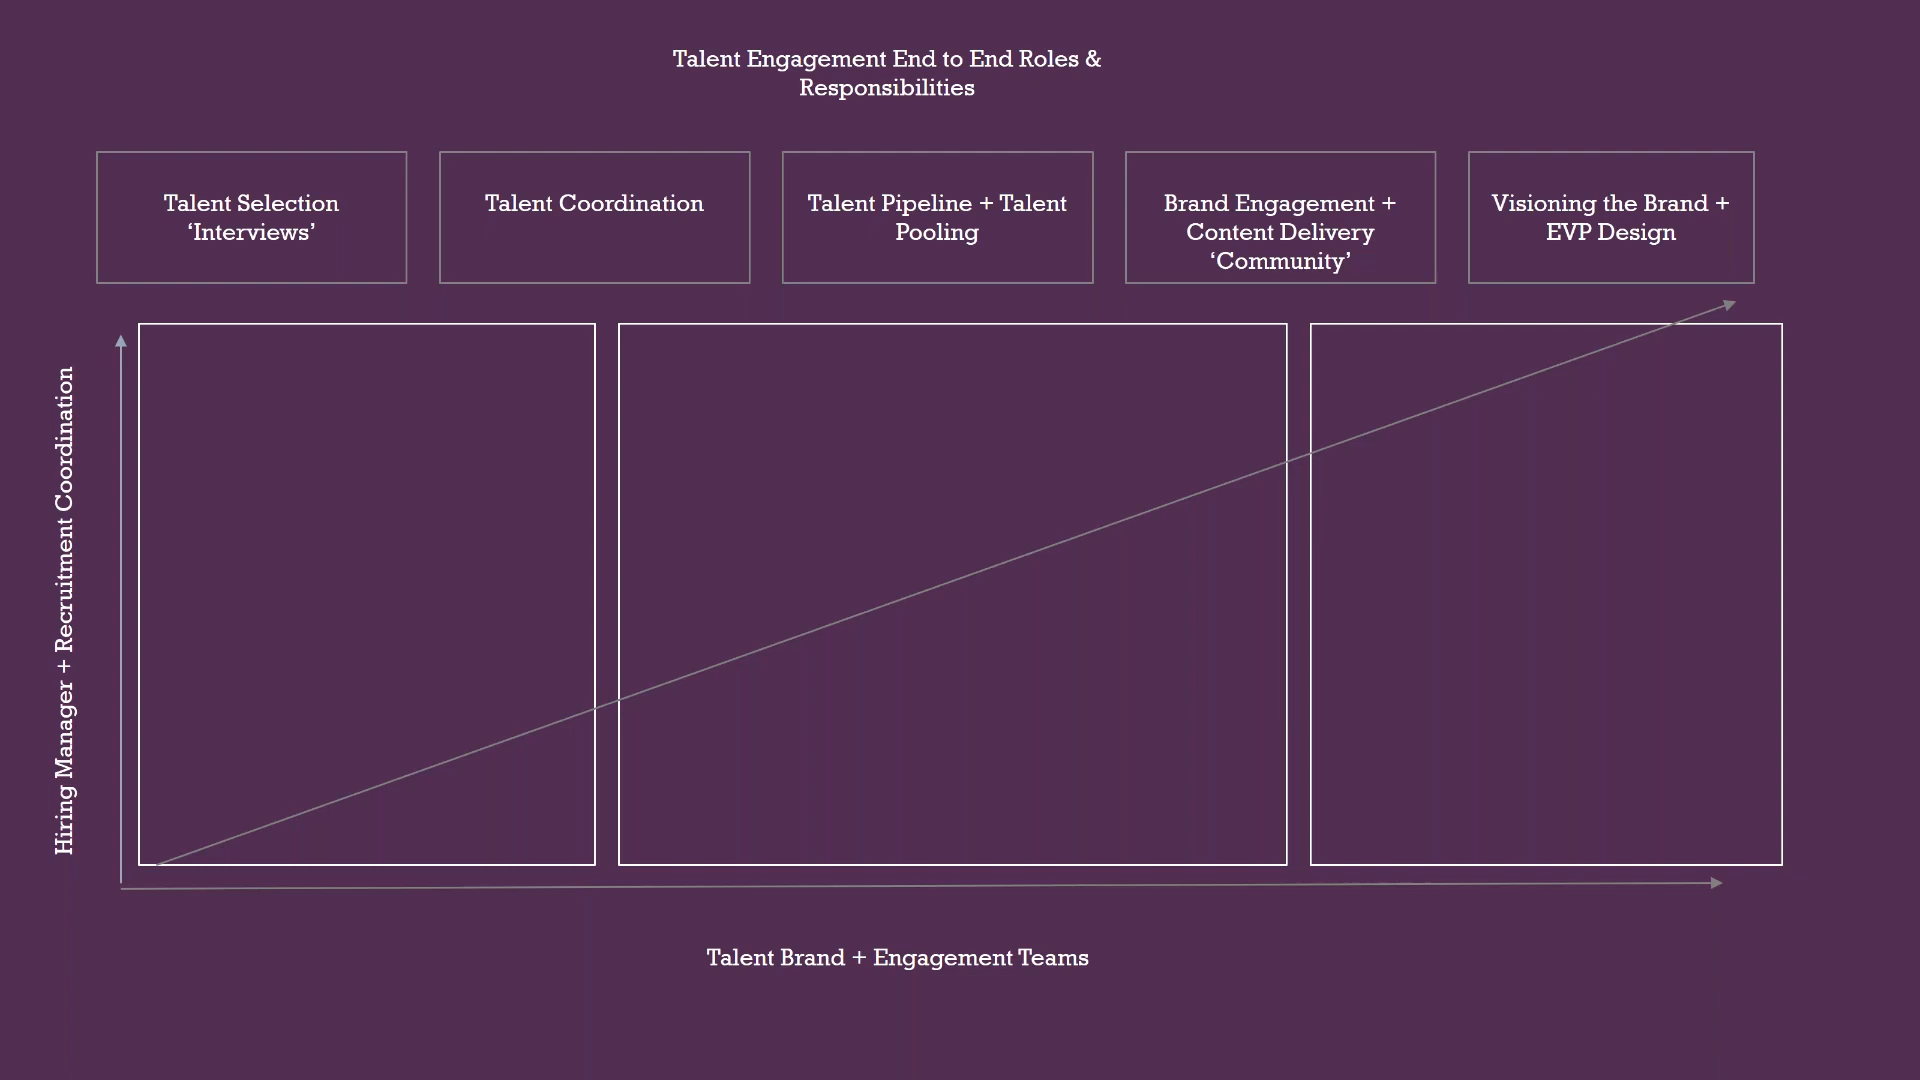 Talent Engagement End to End Roles &
Responsibilities
Talent Selection
‘Interviews’
Talent Coordination
Talent Pipeline + Talent
Pooling
Brand Engagement +
Content Delivery
‘Community’
Visioning the Brand +
EVP Design
Hiring Manager + Recruitment Coordination
Talent Brand + Engagement Teams